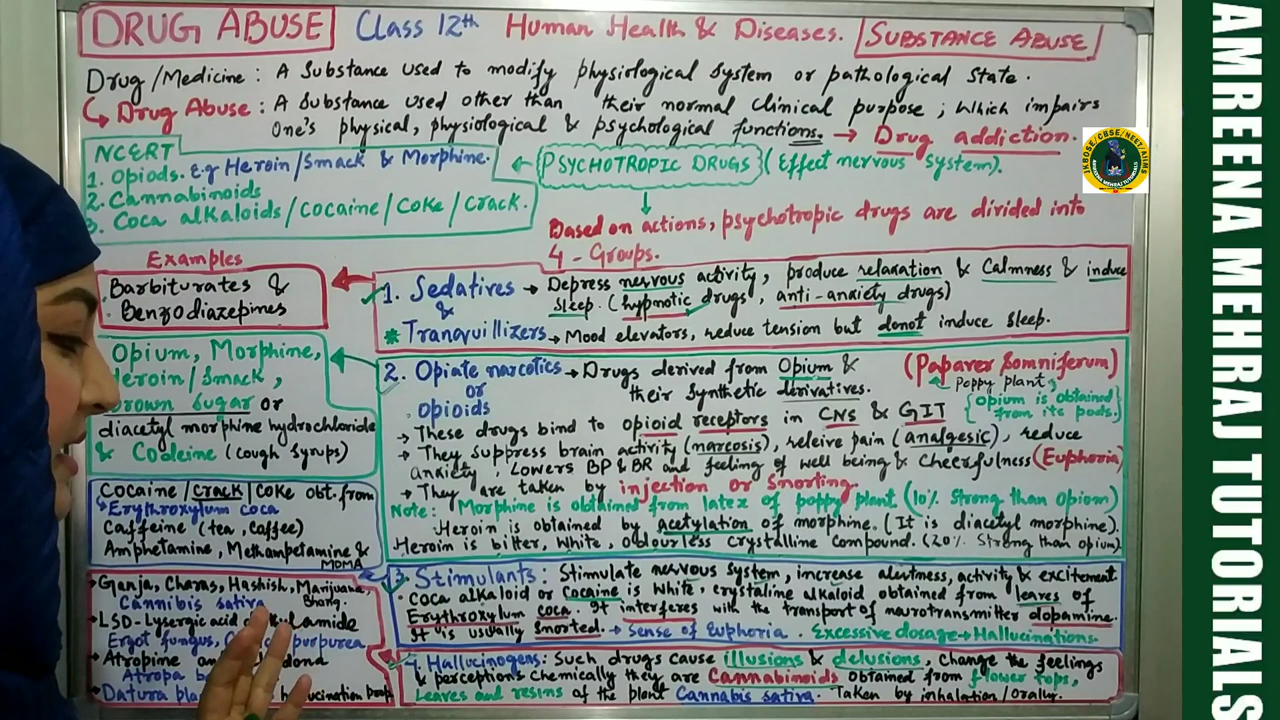 DRUG ABUSE Class 12th Human Health & Diseases. SUBSTANCE ABUSE
Drug/Medicine : A Substance used to modify physiological System or pathological State.
Drug Abuse : A Substance used other than their normal clinical purpose ; which impairs
One's physical, physiological & psychological functions. → Drug addiction.
NCERT
1. Opiods. e.g Heroin/Smack & Morphine.
2. Cannabinoids
3. Coca alkaloids/Cocaine/Coke/Crack.
PSYCHOTROPIC DRUGS (Effect nervous System).
Based on actions, psychotropic drugs are divided into
4 - Groups.
Examples
Barbiturates &
Benzodiazepines
1. Sedatives → Depress nervous activity, produce relaxation & Calmness & induce
Sleep. (hypnotic drugs, anti-anxiety drugs)
&
* Tranquillizers → Mood elevators, reduce tension but donot induce Sleep.
Opium, Morphine,
Heroin/Smack,
Brown Sugar or
diacetyl morphine hydrochloride
& Codeine (cough Syrups)
2. Opiate narcotics → Drugs derived from Opium &
their Synthetic derivatives.
or
Opioids
(Papaver Somniferum)
Poppy plant,
{Opium is obtained
from its pods.}
→ These drugs bind to opioid receptors in CNS & GIT
→ They suppress brain activity (narcosis), releive pain (analgesic), reduce
anxiety, Lowers BP & BR and feeling of well being & Cheerfulness (Euphoria)
→ They are taken by injection or Snorting.
Note: Morphine is obtained from latex of poppy plant (10% Strong than Opiom)
Heroin is obtained by acetylation of morphine. (It is diacetyl morphine).
Heroin is bitter, White, Odourless Crystalline Compound. (20% Strong than opium)
Cocaine/Crack/Coke obt. from
Erythroxylum coca
Caffeine (tea, Coffee)
Amphetamine, Methampetamine &
MDMA
3. Stimulants : Stimulate nervous System, increase alertness, activity & excitement
Coca alkaloid or Cocaine is White, crystaline alkaloid obtained from leaves of
Erythroxylum coca. It interferes with the transport of neurotransmitter dopamine.
It is usually Snorted. → Sense of Euphoria. Excessive dosage → Hallucinations.
Ganja, Charas, Hashish, Marijuana,
Bhang.
Cannibis sativa
LSD-Lysergic acid
Ergot fungus, purpurea
Atropine
Atropa
Datura
4. Hallucinogens : Such drugs cause illusions & delusions, change the feelings
& perceptions. Chemically they are Cannabinoids obtained from flower tops,
Leaves and resins of the plant Cannabis sativa. Taken by inhalation/Orally.
JKBOSE/CBSE/NEET/AIIMS
AMREENA MEHRAJ TUTORIALS
AMREENA MEHRAJ TUTORIALS